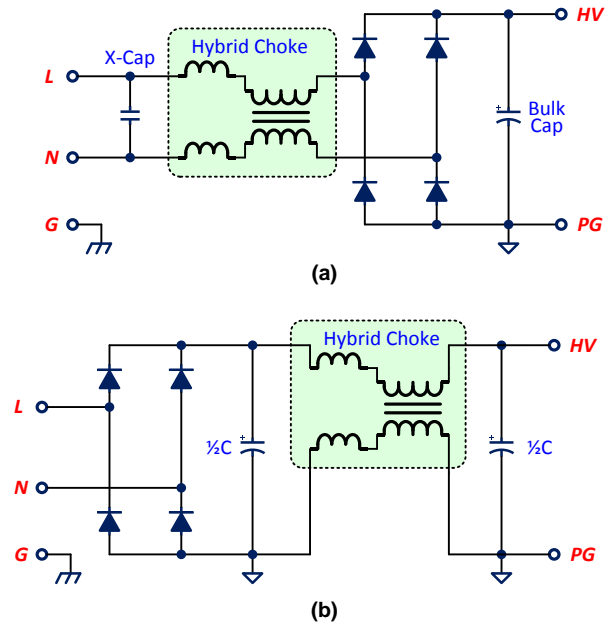 HV
X-Cap
Hybrid Choke
L
+
Bulk
Cap
N
G
PG
(a)
Hybrid Choke
HV
L
+
½C
+
½C
N
G
PG
(b)